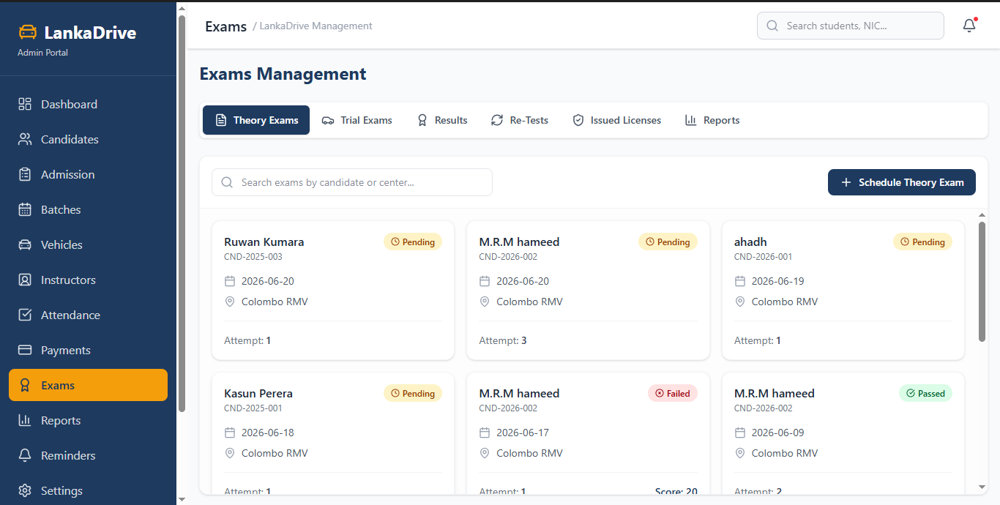 LankaDrive
Admin Portal
Dashboard
Candidates
Admission
Batches
Vehicles
Instructors
Attendance
Payments
Exams
Reports
Reminders
Settings
Exams / LankaDrive Management
Search students, NIC...
Exams Management
Theory Exams Trial Exams Results Re-Tests Issued Licenses Reports
Search exams by candidate or center...
Schedule Theory Exam
Ruwan Kumara Pending
CND-2025-003
2026-06-20
Colombo RMV
Attempt: 1
M.R.M hameed Pending
CND-2026-002
2026-06-20
Colombo RMV
Attempt: 3
ahadh Pending
CND-2026-001
2026-06-19
Colombo RMV
Attempt: 1
Kasun Perera Pending
CND-2025-001
2026-06-18
Colombo RMV
Attempt: 1
M.R.M hameed Failed
CND-2026-002
2026-06-17
Colombo RMV
Attempt: 1 Score: 20
M.R.M hameed Passed
CND-2026-002
2026-06-09
Colombo RMV
Attempt: 2